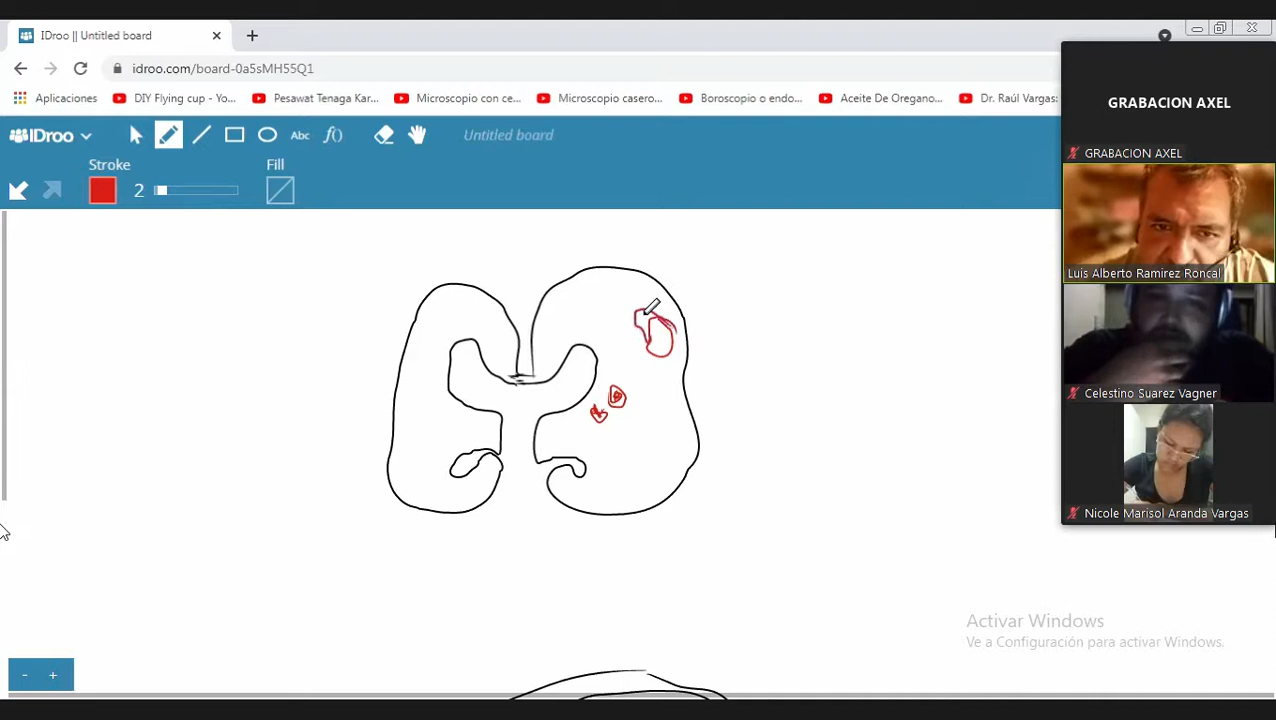 IDroo || Untitled board
idroo.com/board-0a5sMH55Q1
Aplicaciones
DIY Flying cup - Yo...
Pesawat Tenaga Kar...
Microscopio con ce...
Microscopio casero...
Boroscopio o endo...
Aceite De Oregano...
Dr. Raúl Vargas:
IDroo
Abc
f()
Untitled board
Stroke
Fill
2
GRABACION AXEL
GRABACION AXEL
Luis Alberto Ramirez Roncal
Celestino Suarez Vagner
Nicole Marisol Aranda Vargas
Activar Windows
Ve a Configuración para activar Windows.
- +